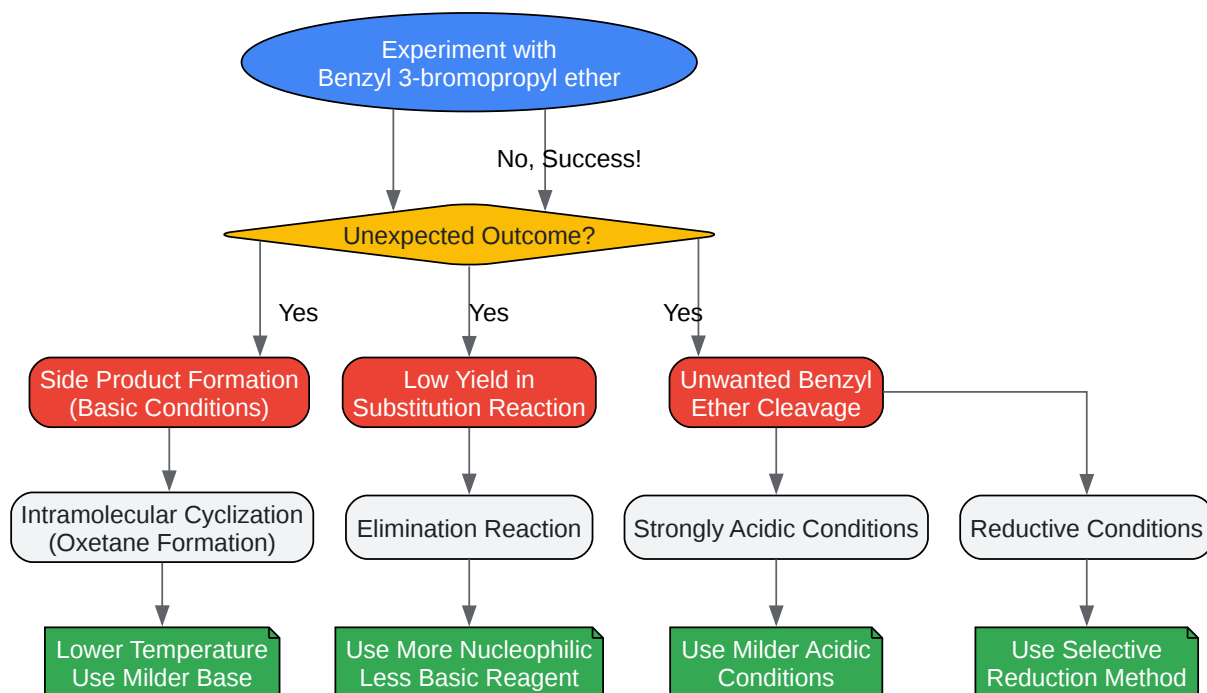 Experiment with
Benzyl 3-bromopropyl ether
No, Success!
Unexpected Outcome?
Yes
Yes
Yes
Side Product Formation
(Basic Conditions)
Low Yield in
Substitution Reaction
Unwanted Benzyl
Ether Cleavage
Intramolecular Cyclization
(Oxetane Formation)
Elimination Reaction
Strongly Acidic Conditions
Reductive Conditions
Lower Temperature
Use Milder Base
Use More Nucleophilic
Less Basic Reagent
Use Milder Acidic
Conditions
Use Selective
Reduction Method